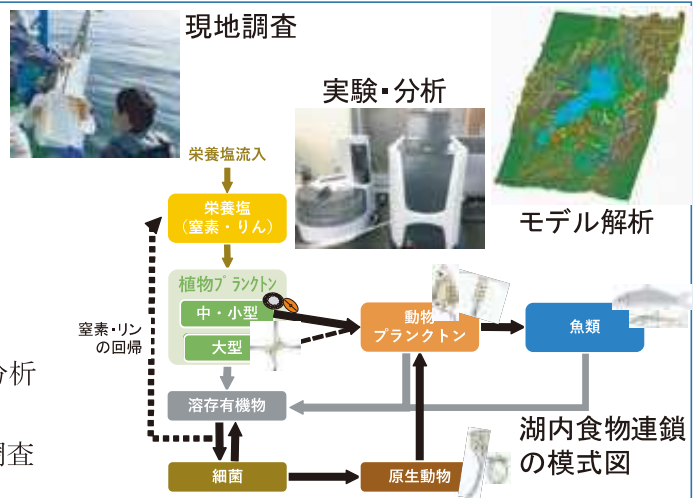 現地調査
実験・分析
モデル解析
栄養塩流入
栄養塩
(窒素・りん)
植物プランクトン
中・小型
大型
動物
プランクトン
魚類
窒素・リン
の回帰
溶存有機物
細菌
原生動物
湖内食物連鎖
の模式図
分析
調査